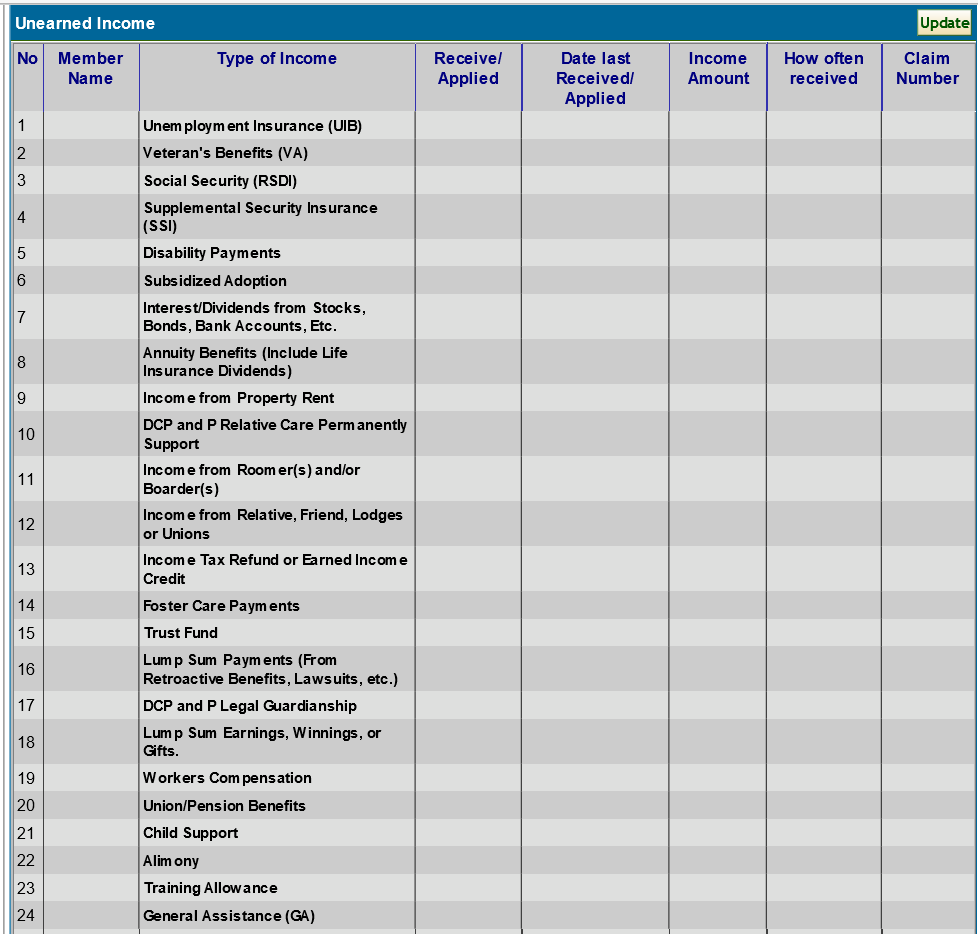 Unearned Income Update
No Member Name Type of Income Receive/ Applied Date last Received/ Applied Income Amount How often received Claim Number
1 Unemployment Insurance (UIB)
2 Veteran's Benefits (VA)
3 Social Security (RSDI)
4 Supplemental Security Insurance
(SSI)
5 Disability Payments
6 Subsidized Adoption
7 Interest/Dividends from Stocks,
Bonds, Bank Accounts, Etc.
8 Annuity Benefits (Include Life
Insurance Dividends)
9 Income from Property Rent
10 DCP and P Relative Care Permanently
Support
11 Income from Roomer(s) and/or
Boarder(s)
12 Income from Relative, Friend, Lodges
or Unions
13 Income Tax Refund or Earned Income
Credit
14 Foster Care Payments
15 Trust Fund
16 Lump Sum Payments (From
Retroactive Benefits, Lawsuits, etc.)
17 DCP and P Legal Guardianship
18 Lump Sum Earnings, Winnings, or
Gifts.
19 Workers Compensation
20 Union/Pension Benefits
21 Child Support
22 Alimony
23 Training Allowance
24 General Assistance (GA)